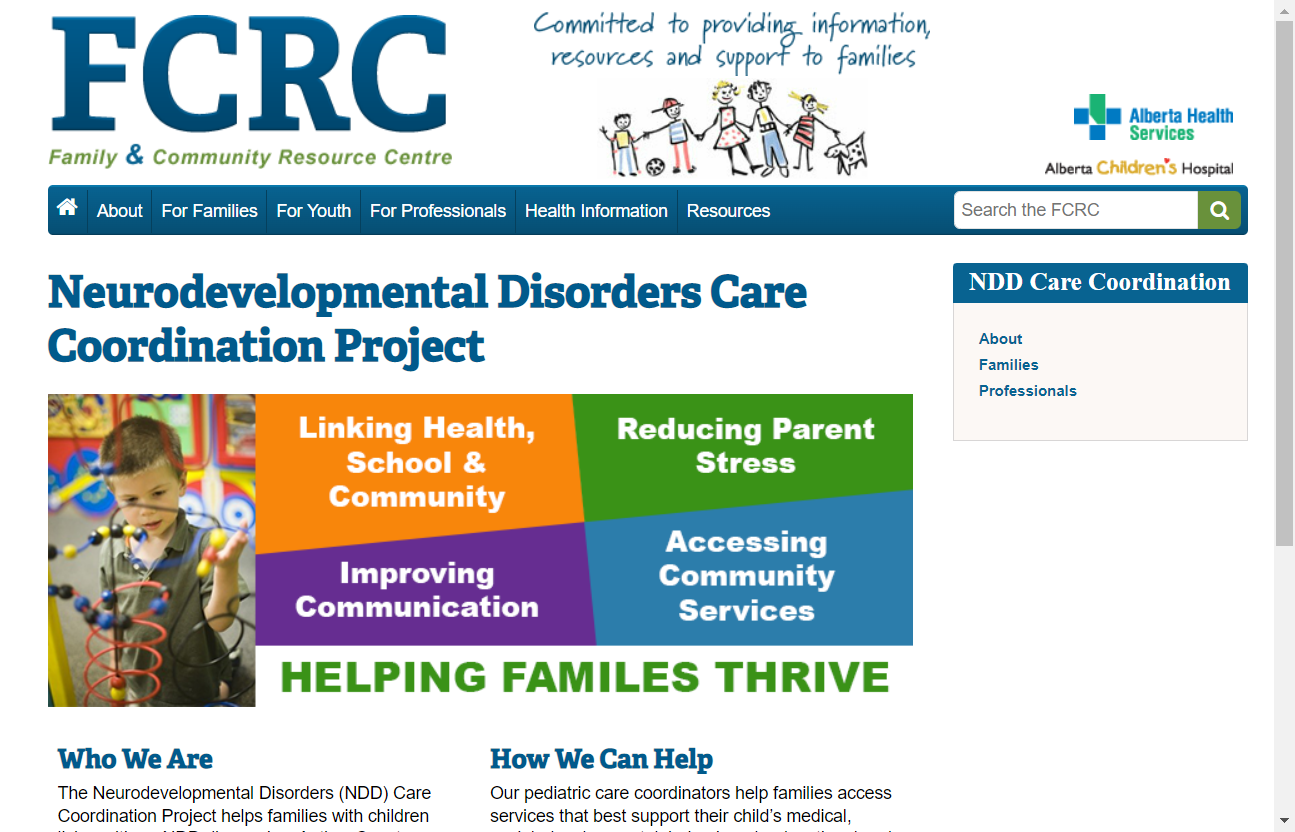 FCRC
Family & Community Resource Centre
Committed to providing information,
resources and support to families
Alberta Health
Services
Alberta Children's Hospital
About For Families For Youth For Professionals Health Information Resources
Search the FCRC
Neurodevelopmental Disorders Care
Coordination Project
NDD Care Coordination
About
Families
Professionals
Linking Health,
School &
Community
Reducing Parent
Stress
Improving
Communication
Accessing
Community
Services
HELPING FAMILES THRIVE
Who We Are
The Neurodevelopmental Disorders (NDD) Care
Coordination Project helps families with children
How We Can Help
Our pediatric care coordinators help families access
services that best support their child's medical,